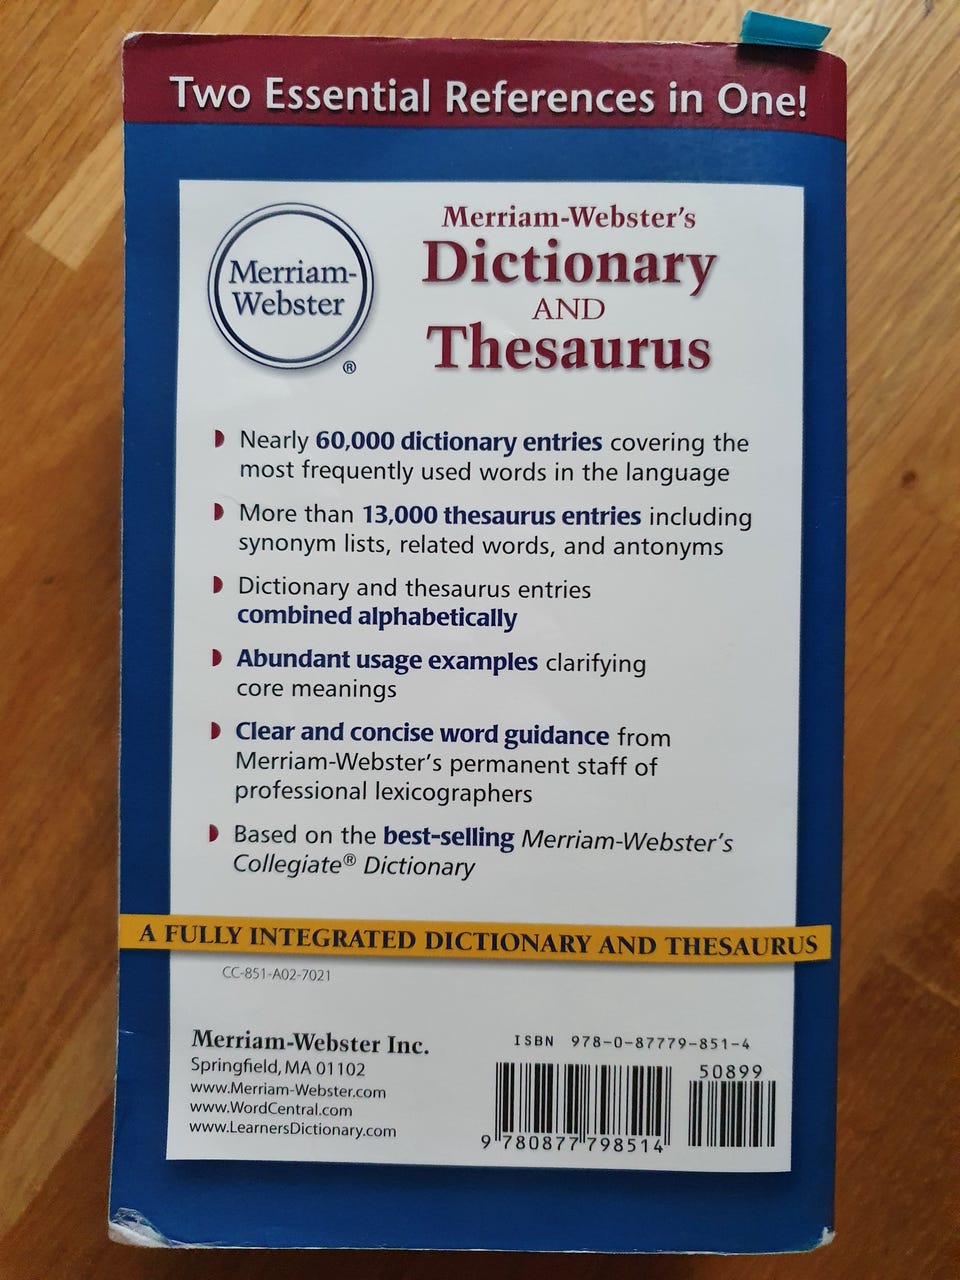 Two Essential References in One!
Merriam-
Webster
®
Merriam-Webster's
Dictionary
AND
Thesaurus
Nearly 60,000 dictionary entries covering the
most frequently used words in the language
More than 13,000 thesaurus entries including
synonym lists, related words, and antonyms
Dictionary and thesaurus entries
combined alphabetically
Abundant usage examples clarifying
core meanings
Clear and concise word guidance from
Merriam-Webster's permanent staff of
professional lexicographers
Based on the best-selling Merriam-Webster's
Collegiate® Dictionary
A FULLY INTEGRATED DICTIONARY AND THESAURUS
CC-851-A02-7021
Merriam-Webster Inc.
Springfield, MA 01102
www.Merriam-Webster.com
www.WordCentral.com
www.LearnersDictionary.com
ISBN 978-0-87779-851-4
50899
9 780877 798514